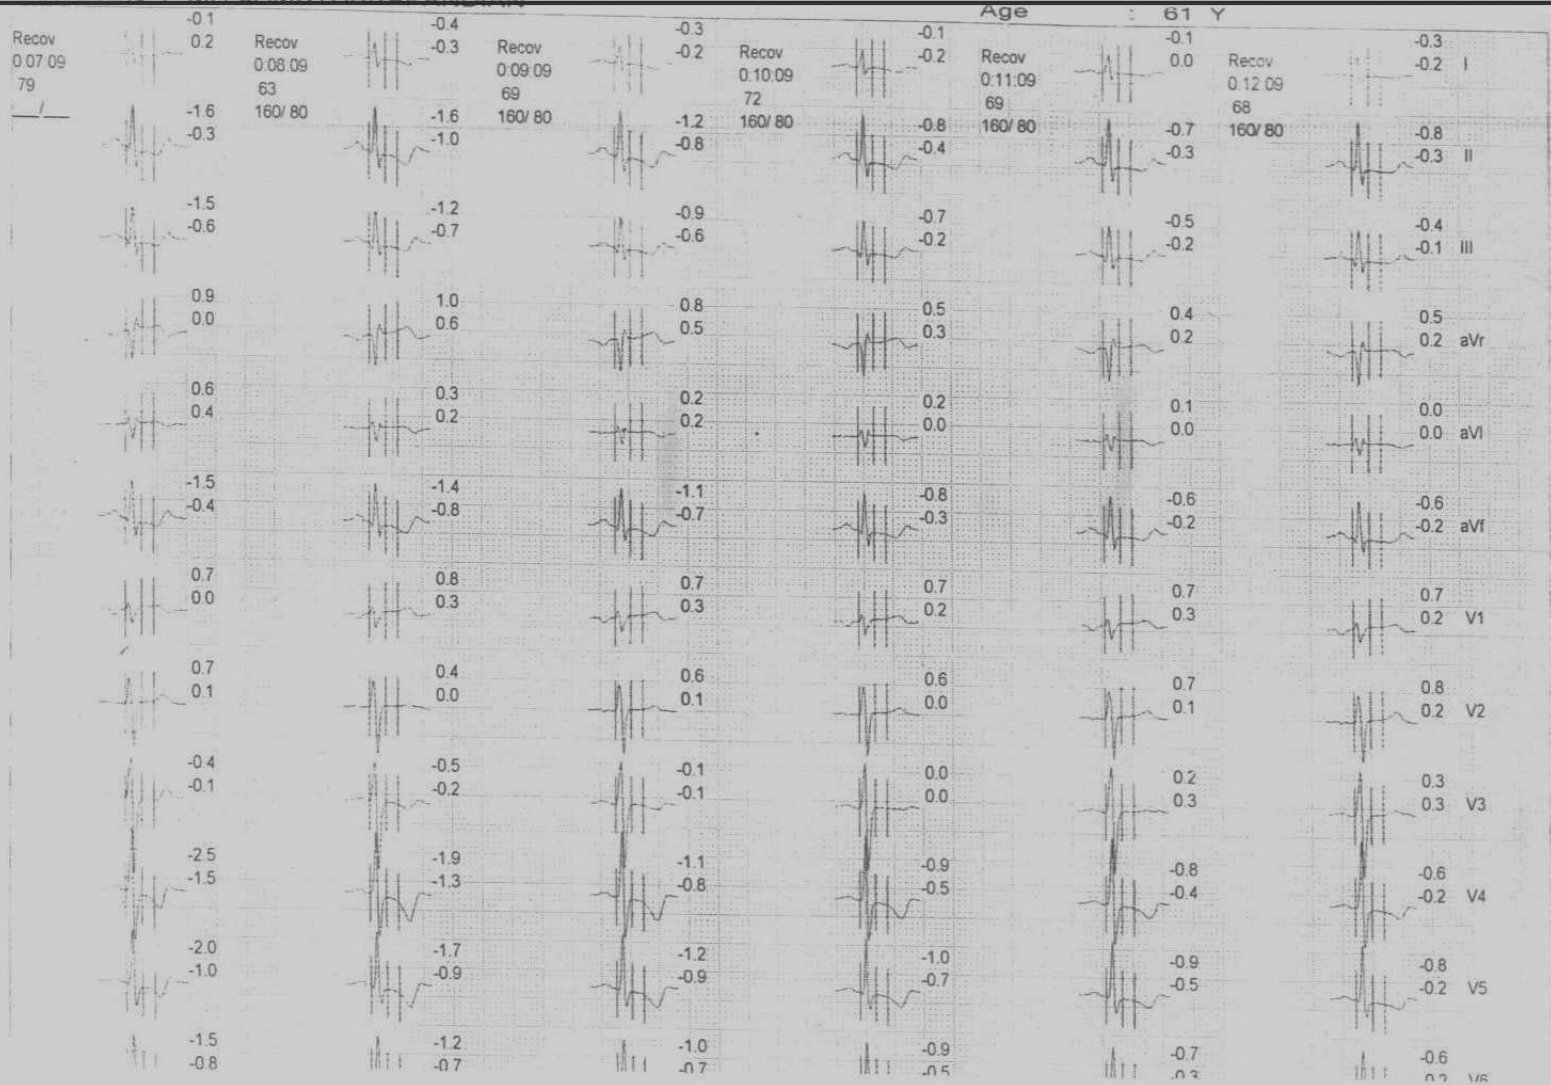 Age : 61 Y
Recov
0:07:09
79
__/__
Recov
0:08:09
63
160/80
Recov
0:09:09
69
160/80
Recov
0:10:09
72
160/80
Recov
0:11:09
69
160/80
Recov
0:12:09
68
160/80
-0.1 -0.4 -0.3 -0.1 -0.1 -0.3
0.2 -0.3 -0.2 -0.2 0.0 -0.2 I
-1.6 -1.6 -1.2 -0.8 -0.7 -0.8
-0.3 -1.0 -0.8 -0.4 -0.3 -0.3 II
-1.5 -1.2 -0.9 -0.7 -0.5 -0.4
-0.6 -0.7 -0.6 -0.2 -0.2 -0.1 III
0.9 1.0 0.8 0.5 0.4 0.5
0.0 0.6 0.5 0.3 0.2 0.2 aVr
0.6 0.3 0.2 0.2 0.1 0.0
0.4 0.2 0.2 0.0 0.0 0.0 aVl
-1.5 -1.4 -1.1 -0.8 -0.6 -0.6
-0.4 -0.8 -0.7 -0.3 -0.2 -0.2 aVf
0.7 0.8 0.7 0.7 0.7 0.7
0.0 0.3 0.3 0.2 0.3 0.2 V1
0.7 0.4 0.6 0.6 0.7 0.8
0.1 0.0 0.1 0.0 0.1 0.2 V2
-0.4 -0.5 -0.1 0.0 0.2 0.3
-0.1 -0.2 -0.1 0.0 0.3 0.3 V3
-2.5 -1.9 -1.1 -0.9 -0.8 -0.6
-1.5 -1.3 -0.8 -0.5 -0.4 -0.2 V4
-2.0 -1.7 -1.2 -1.0 -0.9 -0.8
-1.0 -0.9 -0.9 -0.7 -0.5 -0.2 V5
-1.5 -1.2 -1.0 -0.9 -0.7 -0.6
-0.8 -0.7 -0.7 -0.5 -0.3 V6